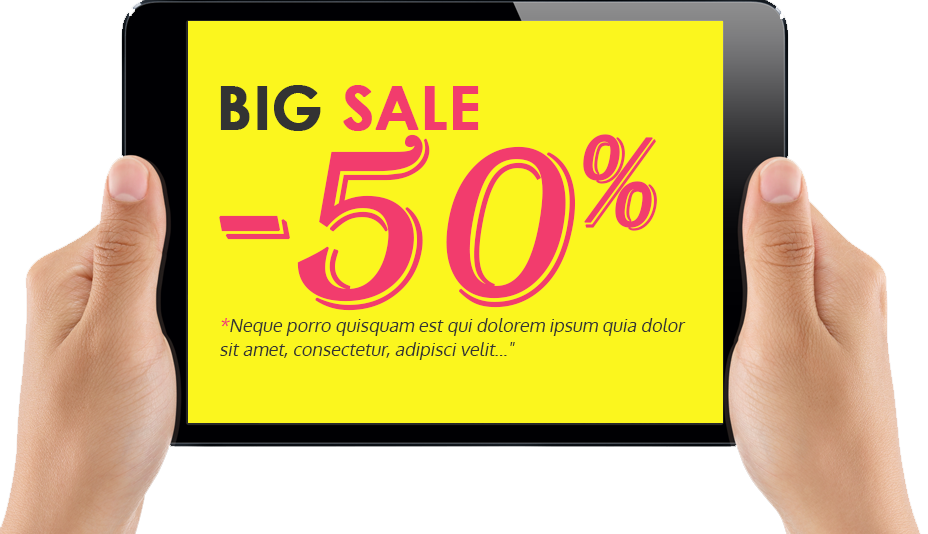 BIG SALE
-50%
*Neque porro quisquam est qui dolorem ipsum quia dolor
sit amet, consectetur, adipisci velit..."